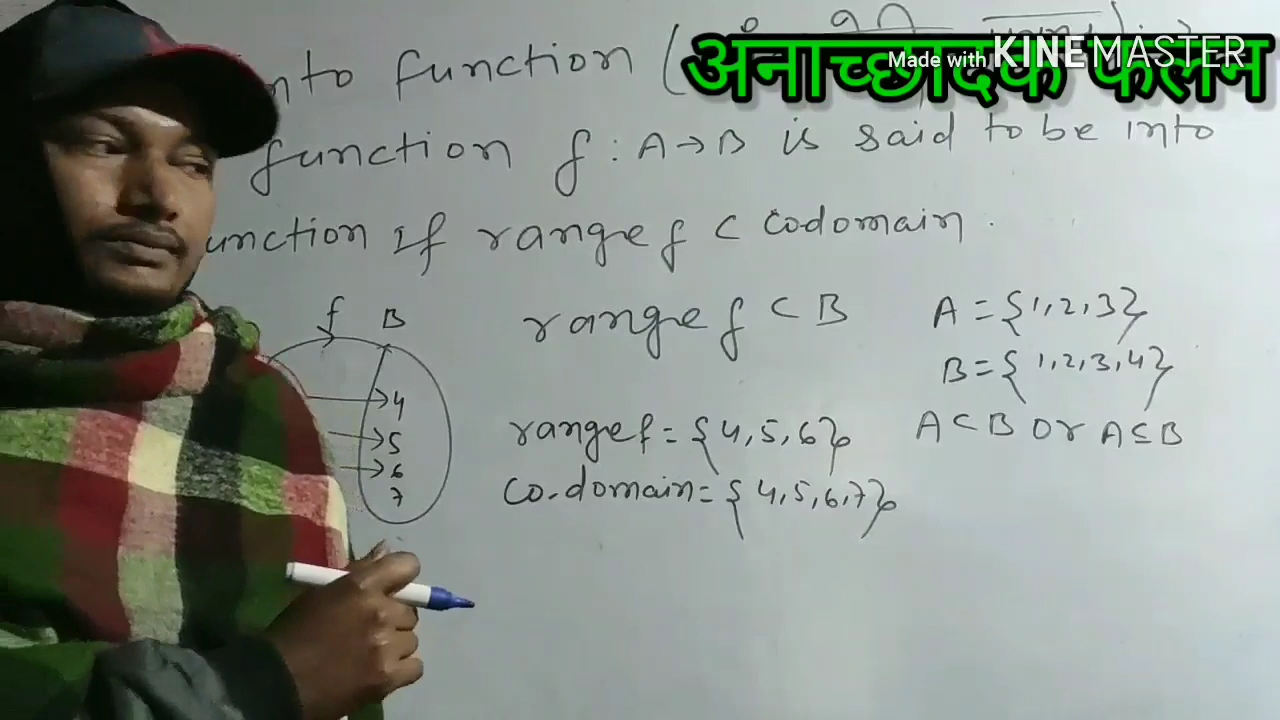 अनाच्छादक फलन
Made with KINEMASTER
into function (
function f : A→B is said to be into
unction if range f ⊂ codomain.
f B
range f ⊂ B
A = {1,2,3}
B = {1,2,3,4}
4
range f = {4,5,6}
A⊂B or A⊆B
5
6
co-domain = {4,5,6,7}
7